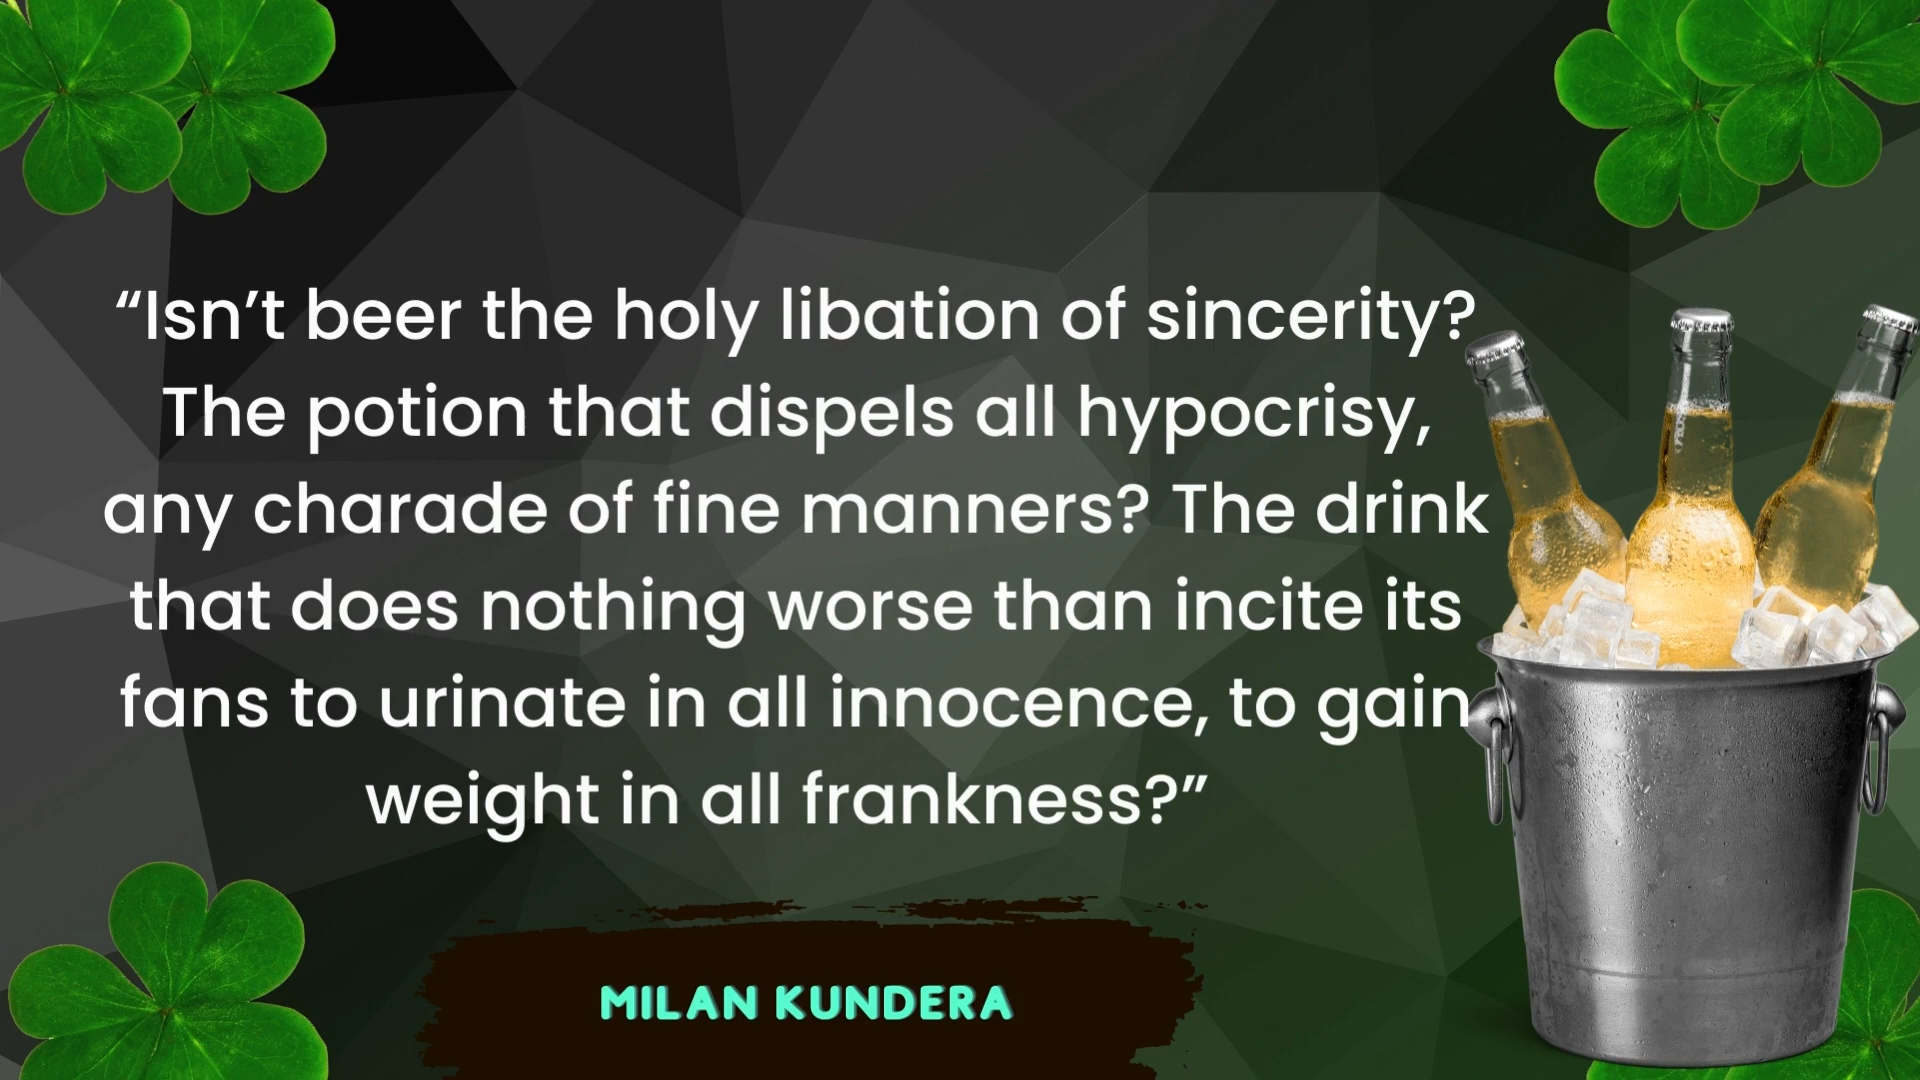 “Isn’t beer the holy libation of sincerity?
The potion that dispels all hypocrisy,
any charade of fine manners? The drink
that does nothing worse than incite its
fans to urinate in all innocence, to gain
weight in all frankness?”
MILAN KUNDERA